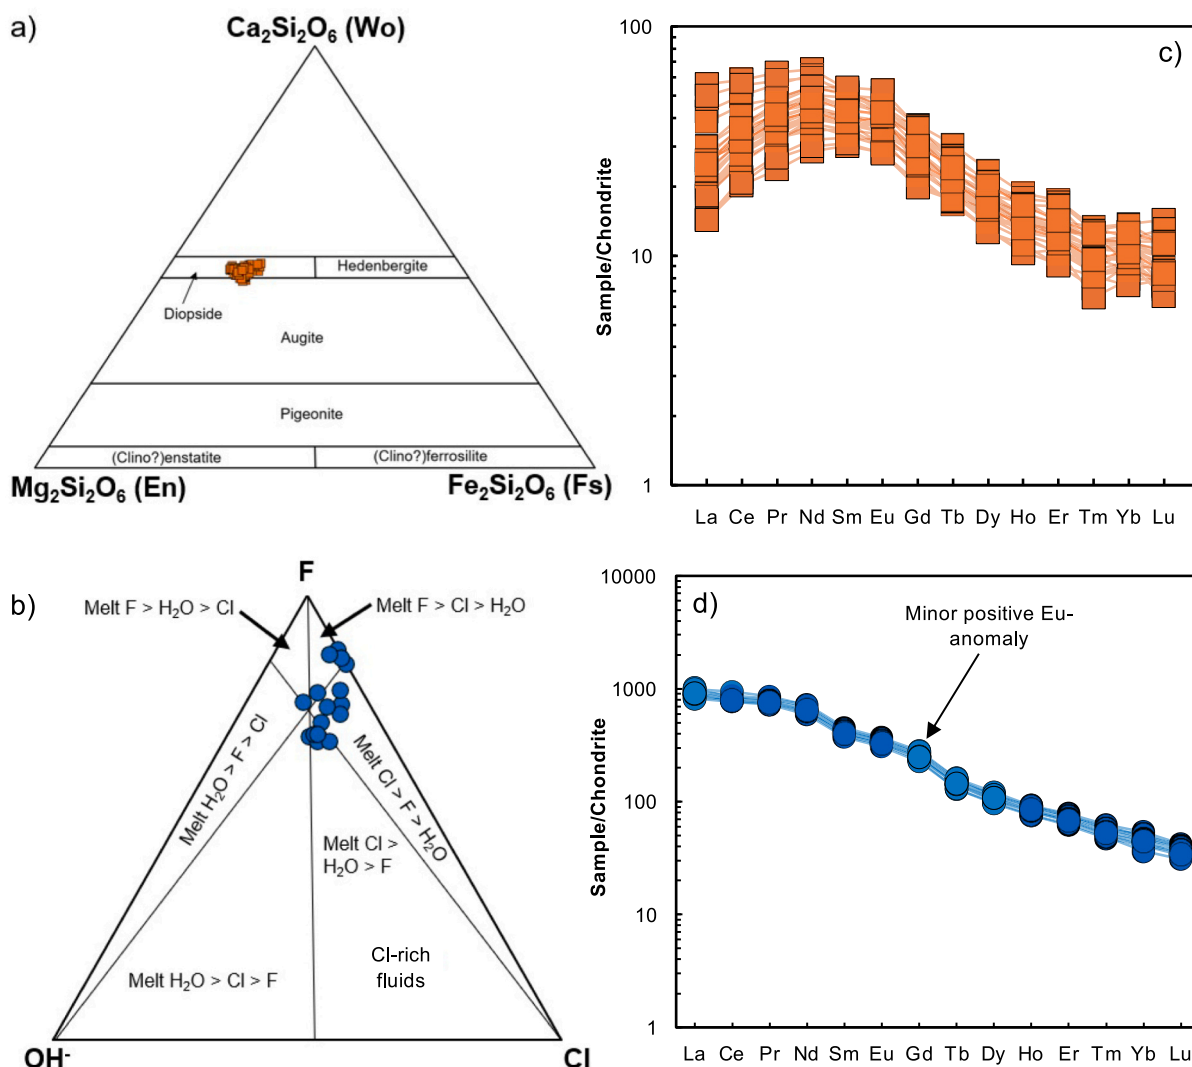 a)
Ca₂Si₂O₆ (Wo)
Hedenbergite
Diopside
Augite
Pigeonite
(Clino?)enstatite
(Clino?)ferrosilite
Mg₂Si₂O₆ (En)
Fe₂Si₂O₆ (Fs)
c)
100
10
1
Sample/Chondrite
La Ce Pr Nd Sm Eu Gd Tb Dy Ho Er Tm Yb Lu
b)
F
Melt F > H₂O > Cl
Melt F > Cl > H₂O
Melt H₂O > F > Cl
Melt Cl > F > H₂O
Melt Cl >
H₂O > F
Melt H₂O > Cl > F
Cl-rich
fluids
OH⁻
Cl
d)
Minor positive Eu-
anomaly
10000
1000
100
10
1
Sample/Chondrite
La Ce Pr Nd Sm Eu Gd Tb Dy Ho Er Tm Yb Lu